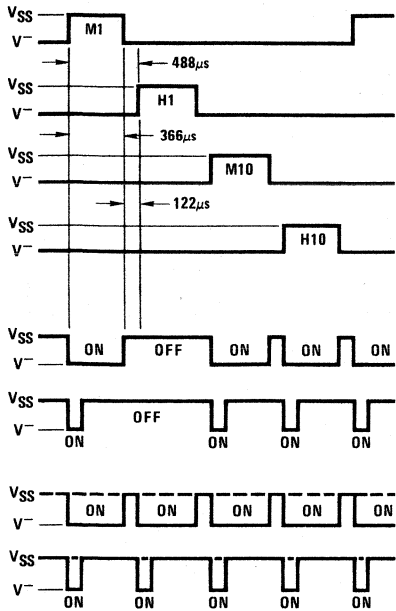 VSS
M1
V–
488µs
VSS
H1
V–
366µs
VSS
M10
V–
122µs
VSS
H10
V–
VSS
ON OFF ON ON ON
V–
VSS
OFF
V–
ON ON ON ON
VSS
ON ON ON ON ON
V–
VSS
V–
ON ON ON ON ON